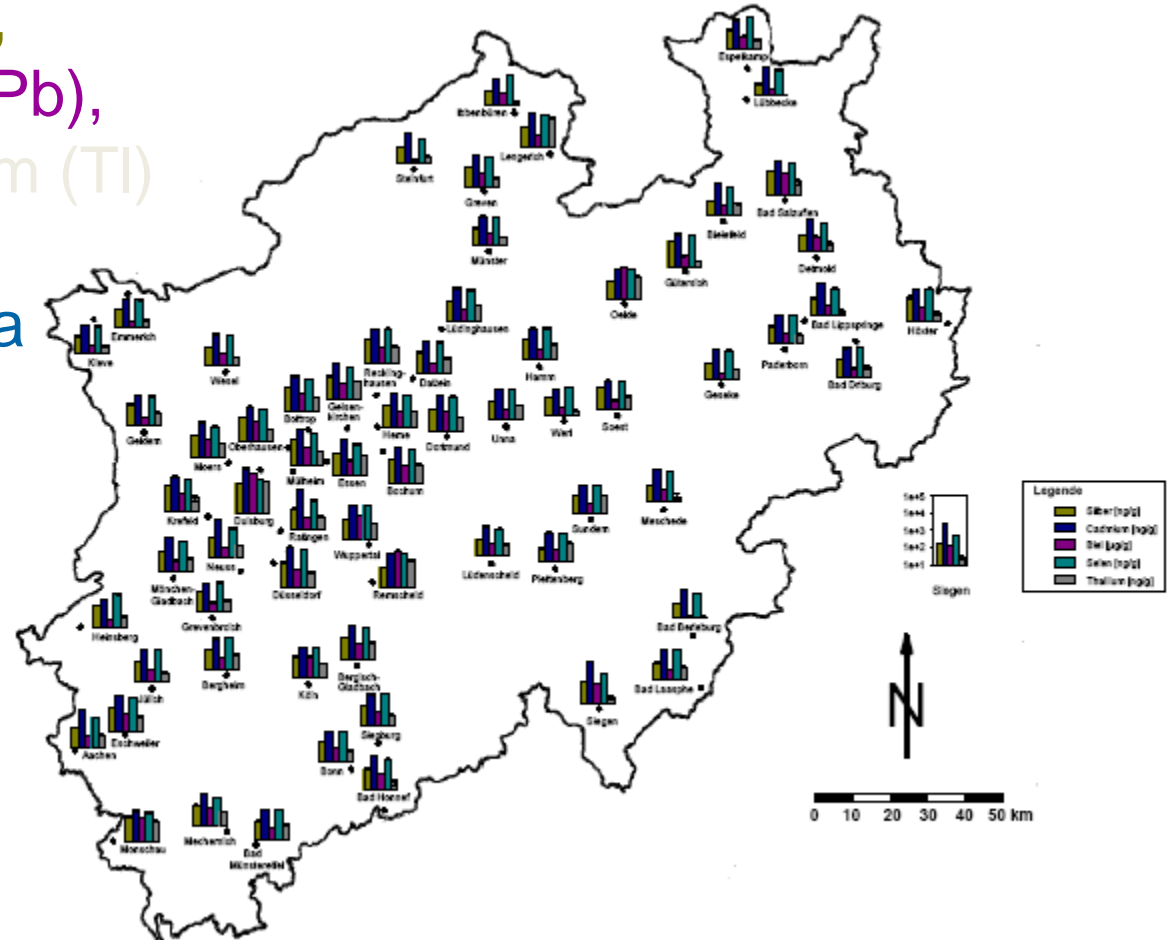 ,
Pb),
m (Tl)
a
Espelkamp
Lübbecke
Ibbenbüren
Lengerich
Steinfurt
Greven
Bad Salzuflen
Bielefeld
Münster
Detmold
Gütersloh
Oelde
Lüdinghausen
Bad Lippspringe
Höxter
Emmerich
Kleve
Paderborn
Wesel
Reckling-
hausen
Datteln
Hamm
Bad Driburg
Geseke
Bottrop
Gelsen-
kirchen
Geldern
Herne
Dortmund
Unna
Werl
Soest
Oberhausen
Moers
Mülheim
Essen
Bochum
Krefeld
Duisburg
Ratingen
Wuppertal
Sundern
Meschede
Neuss
Lüdenscheid
Plettenberg
Mönchen-
Gladbach
Düsseldorf
Remscheid
Grevenbroich
Heinsberg
Bad Berleburg
Bergheim
Köln
Bergisch-
Gladbach
Bad Laasphe
Jülich
Siegen
Siegburg
Aachen
Eschweiler
Bonn
Bad Honnef
Monschau
Mechernich
Bad
Münstereifel
1e+5
1e+4
1e+3
1e+2
1e+1
Siegen
Legende
Silber [ng/g]
Cadmium [ng/g]
Blei [µg/g]
Selen [ng/g]
Thallium [ng/g]
N
0 10 20 30 40 50 km